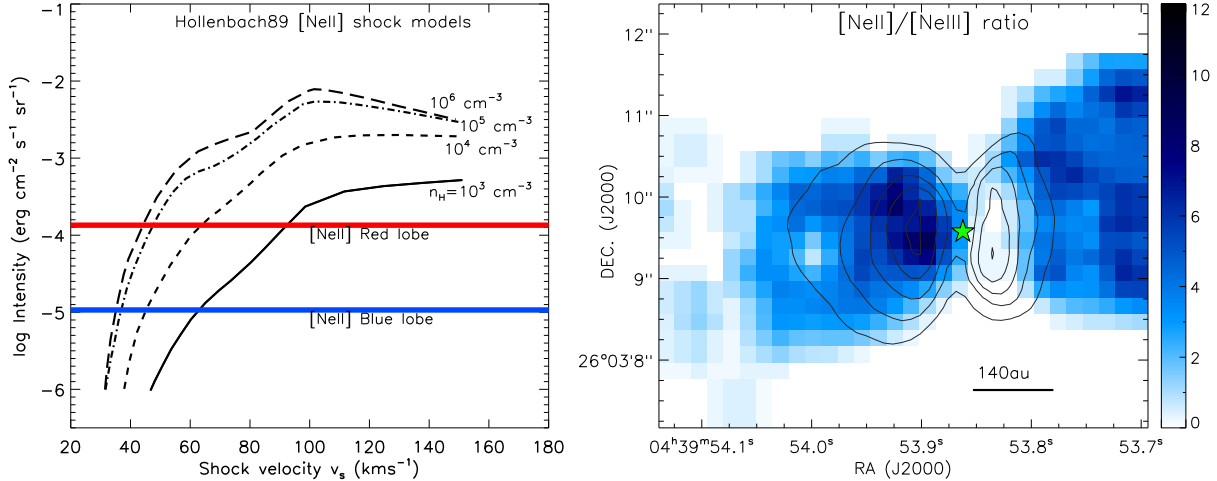 Hollenbach89 [NeII] shock models
log Intensity (erg cm⁻² s⁻¹ sr⁻¹)
-1
-2
-3
-4
-5
-6
10⁶ cm⁻³
10⁵ cm⁻³
10⁴ cm⁻³
n_H=10³ cm⁻³
[NeII] Red lobe
[NeII] Blue lobe
20 40 60 80 100 120 140 160 180
Shock velocity v_s (kms⁻¹)
[NeII]/[NeIII] ratio
DEC. (J2000)
12''
11''
10''
9''
26°03'8''
140au
04ʰ39ᵐ54.1ˢ 54.0ˢ 53.9ˢ 53.8ˢ 53.7ˢ
RA (J2000)
12
10
8
6
4
2
0